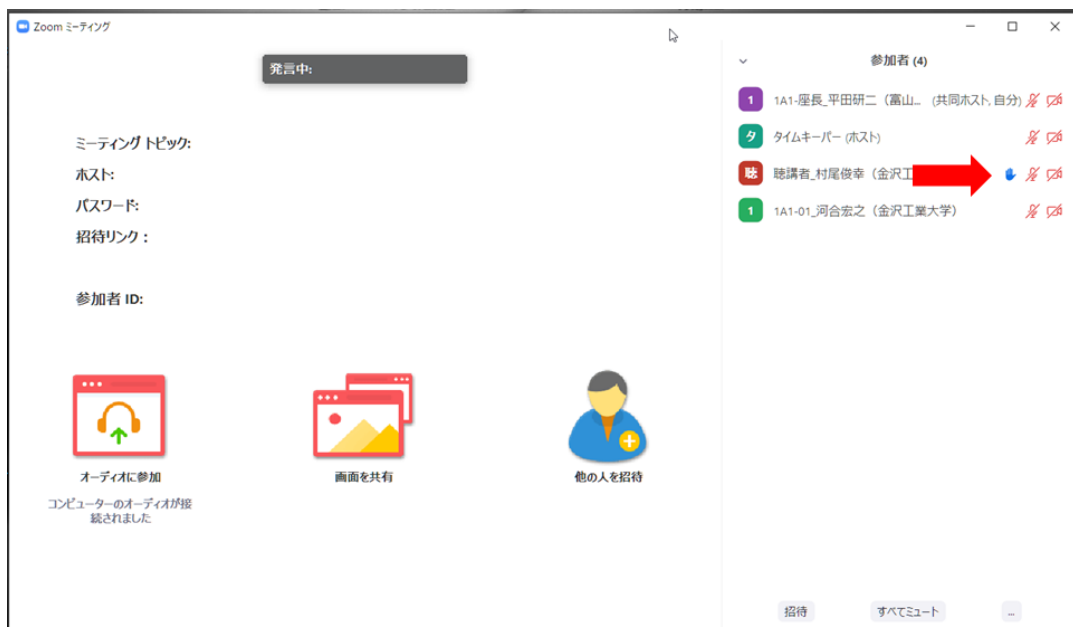 Zoom ミーティング
発言中:
ミーティング トピック:
ホスト:
パスワード:
招待リンク：
参加者 ID:
オーディオに参加
コンピューターのオーディオが接
続されました
画面を共有
他の人を招待
参加者 (4)
1 1A1-座長_平田研二（富山... (共同ホスト, 自分)
タ タイムキーパー (ホスト)
聴 聴講者_村尾俊幸（金沢工
1 1A1-01_河合宏之（金沢工業大学）
招待 すべてミュート ...